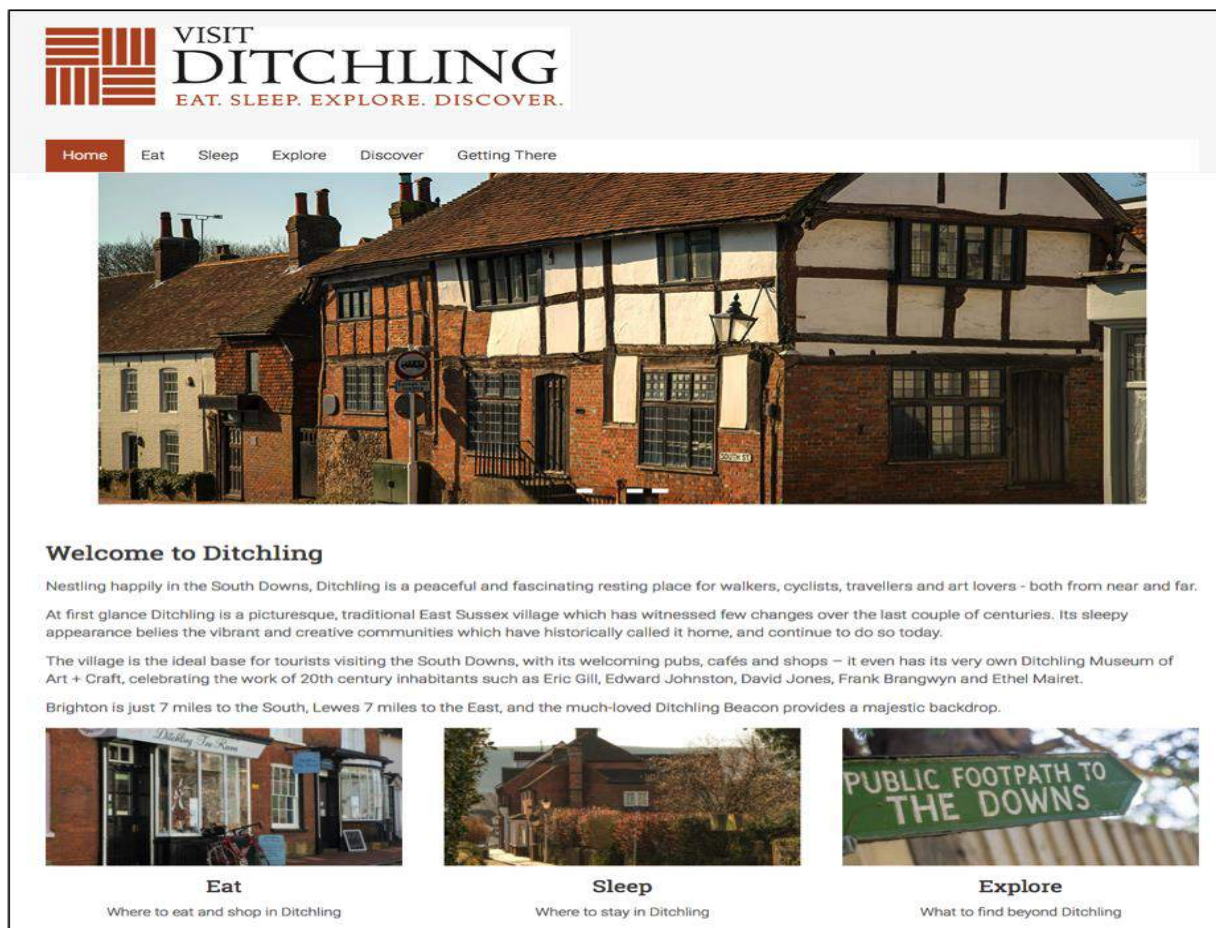 VISIT
DITCHLING
EAT. SLEEP. EXPLORE. DISCOVER.
Home Eat Sleep Explore Discover Getting There
SOUTH ST
Welcome to Ditchling
Nestling happily in the South Downs, Ditchling is a peaceful and fascinating resting place for walkers, cyclists, travellers and art lovers - both from near and far.
At first glance Ditchling is a picturesque, traditional East Sussex village which has witnessed few changes over the last couple of centuries. Its sleepy
appearance belies the vibrant and creative communities which have historically called it home, and continue to do so today.
The village is the ideal base for tourists visiting the South Downs, with its welcoming pubs, cafés and shops – it even has its very own Ditchling Museum of
Art + Craft, celebrating the work of 20th century inhabitants such as Eric Gill, Edward Johnston, David Jones, Frank Brangwyn and Ethel Mairet.
Brighton is just 7 miles to the South, Lewes 7 miles to the East, and the much-loved Ditchling Beacon provides a majestic backdrop.
Ditchling Tea Rooms
PUBLIC FOOTPATH TO
THE DOWNS
Eat Sleep Explore
Where to eat and shop in Ditchling Where to stay in Ditchling What to find beyond Ditchling